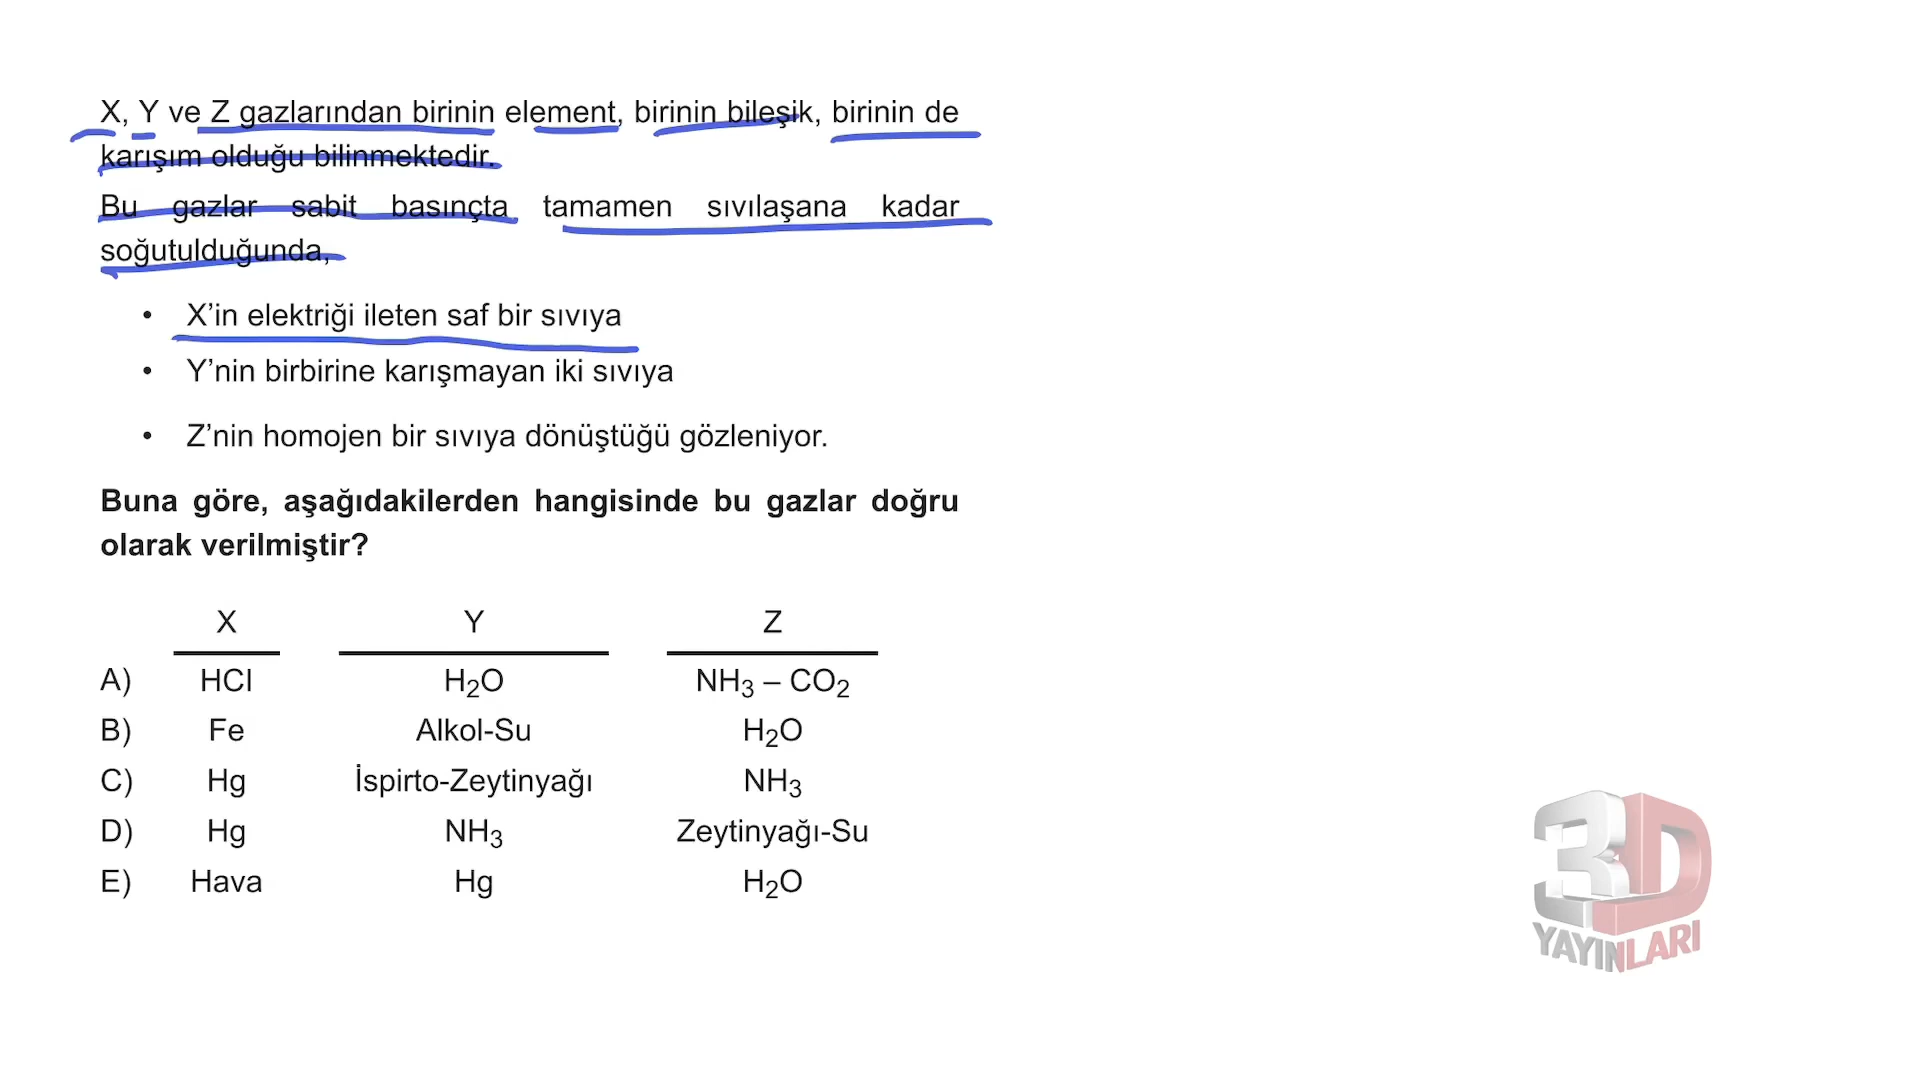 X, Y ve Z gazlarından birinin element, birinin bileşik, birinin de
karışım olduğu bilinmektedir.
Bu gazlar sabit basınçta tamamen sıvılaşana kadar
soğutulduğunda,
• X’in elektriği ileten saf bir sıvıya
• Y’nin birbirine karışmayan iki sıvıya
• Z’nin homojen bir sıvıya dönüştüğü gözleniyor.
Buna göre, aşağıdakilerden hangisinde bu gazlar doğru
olarak verilmiştir?
X Y Z
A) HCl H₂O NH₃ – CO₂
B) Fe Alkol-Su H₂O
C) Hg İspirto-Zeytinyağı NH₃
D) Hg NH₃ Zeytinyağı-Su
E) Hava Hg H₂O
3D
YAYINLARI